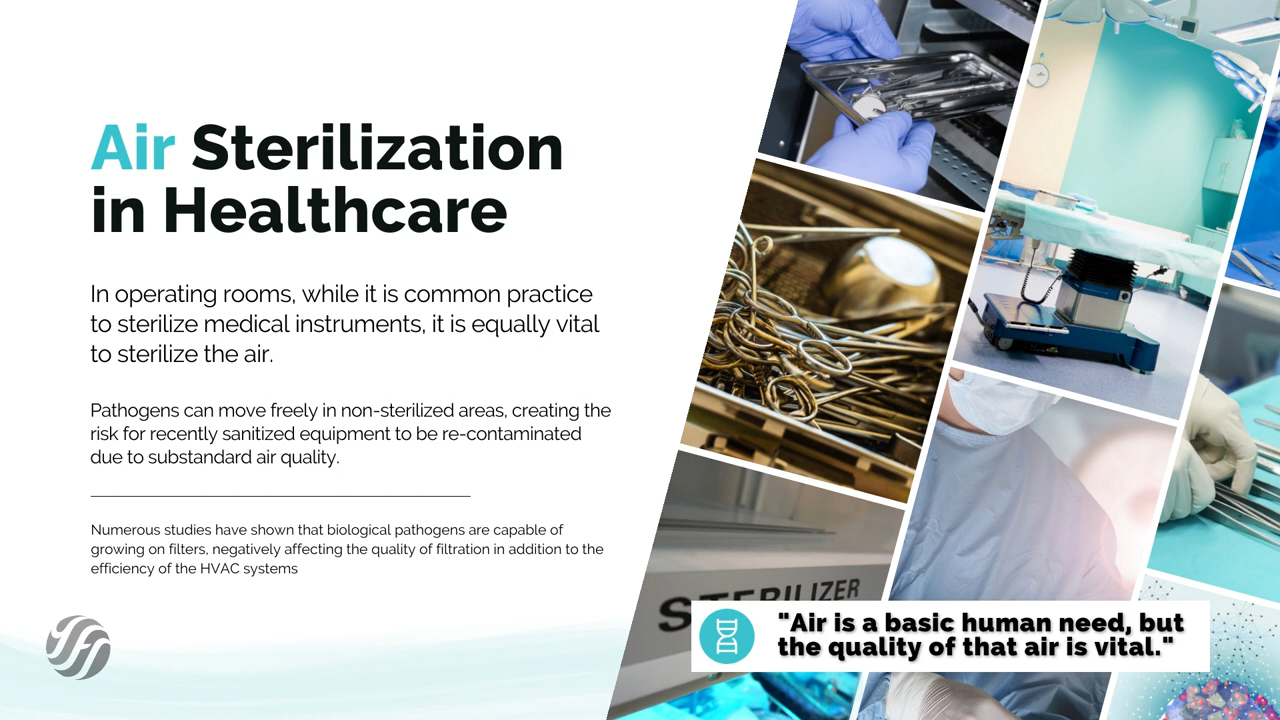 Air Sterilization
in Healthcare
In operating rooms, while it is common practice
to sterilize medical instruments, it is equally vital
to sterilize the air.
Pathogens can move freely in non-sterilized areas, creating the
risk for recently sanitized equipment to be re-contaminated
due to substandard air quality.
Numerous studies have shown that biological pathogens are capable of
growing on filters, negatively affecting the quality of filtration in addition to the
efficiency of the HVAC systems
STERILIZER
"Air is a basic human need, but
the quality of that air is vital."